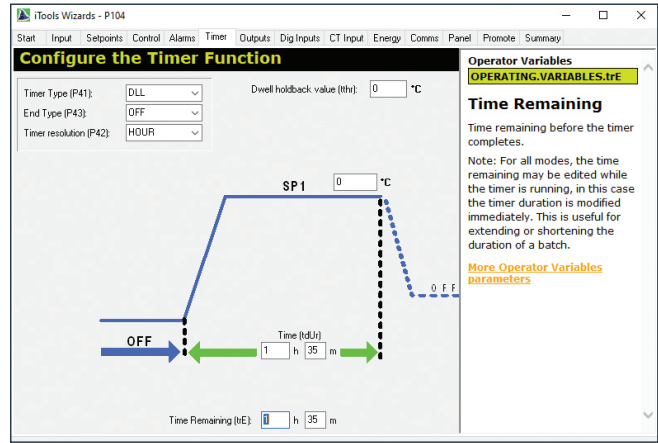 iTools Wizards - P104
Start Input Setpoints Control Alarms Timer Outputs Dig Inputs CT Input Energy Comms Panel Promote Summary
Configure the Timer Function
Timer Type (P41): DLL
Dwell holdback value (tthr): 0 °C
End Type (P43): OFF
Timer resolution (P42): HOUR
SP1 0 °C
OFF
OFF
Time (tdUr)
1 h 35 m
Time Remaining (trE): 1 h 35 m
Operator Variables
OPERATING.VARIABLES.trE
Time Remaining
Time remaining before the timer
completes.
Note: For all modes, the time
remaining may be edited while
the timer is running, in this case
the timer duration is modified
immediately. This is useful for
extending or shortening the
duration of a batch.
More Operator Variables
parameters